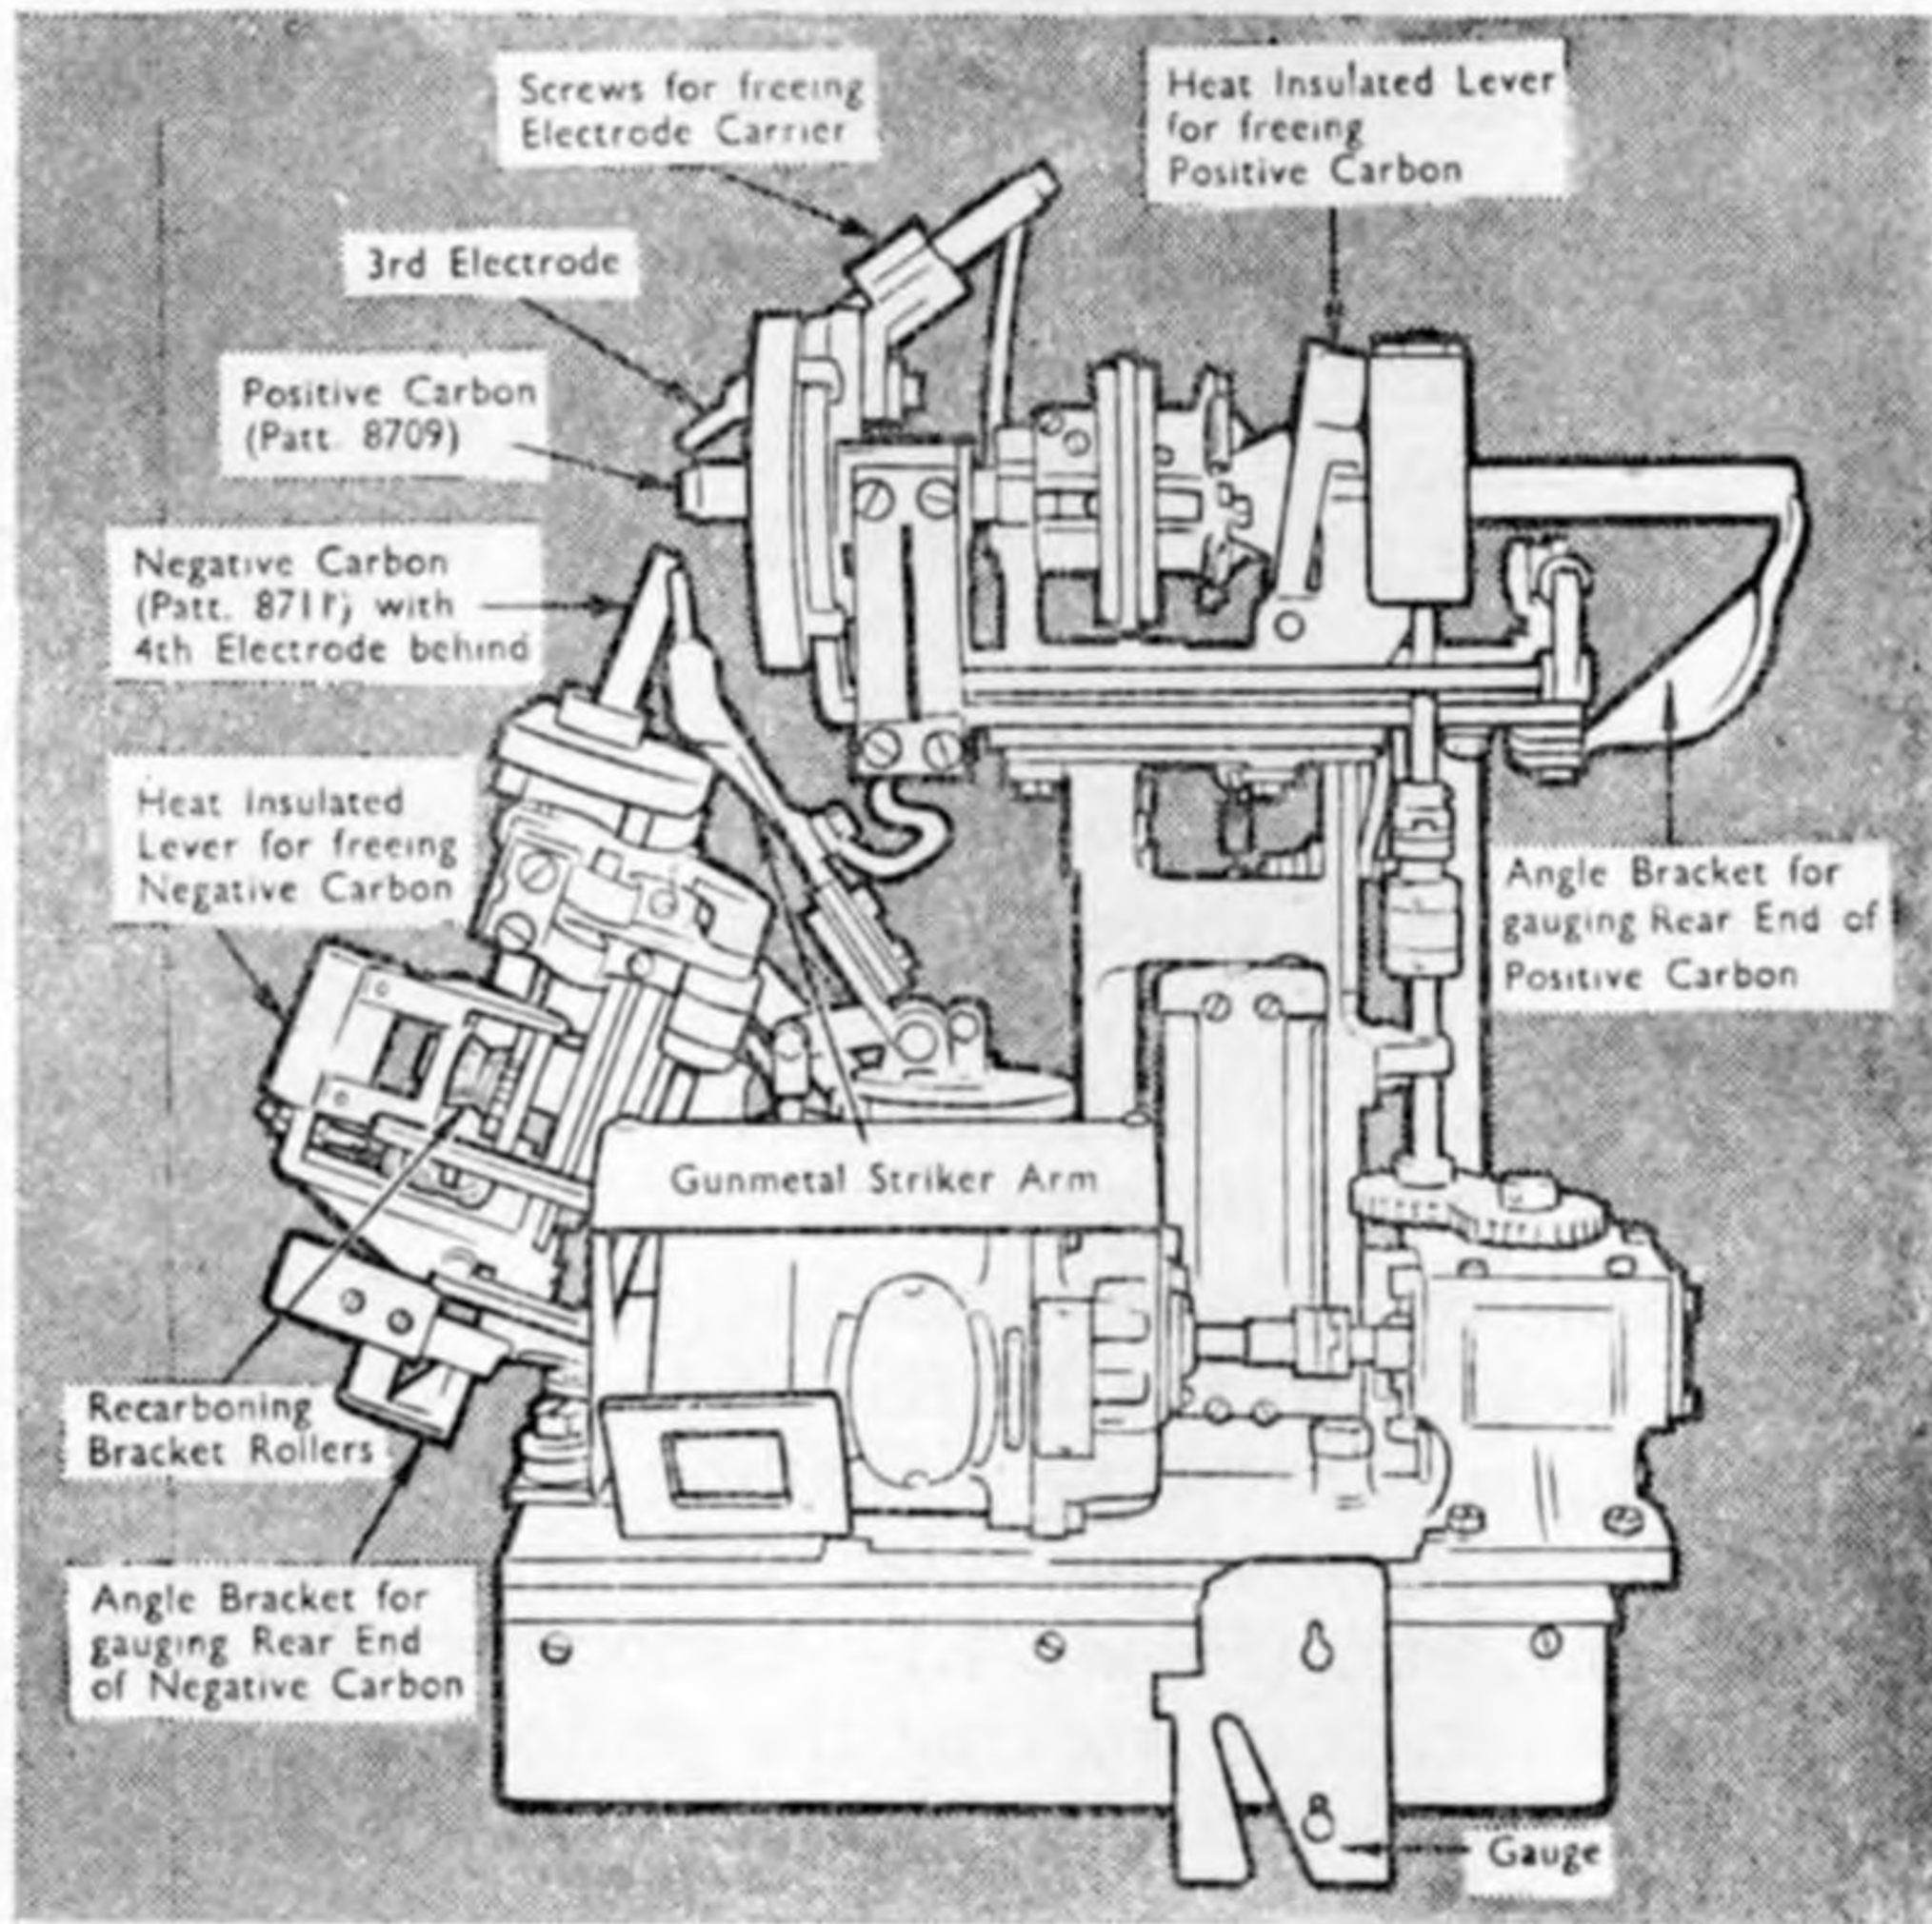 Screws for freeing
Electrode Carrier
Heat Insulated Lever
for freeing
Positive Carbon
3rd Electrode
Positive Carbon
(Patt. 8709)
Negative Carbon
(Patt. 8711) with
4th Electrode behind
Heat Insulated
Lever for freeing
Negative Carbon
Angle Bracket for
gauging Rear End of
Positive Carbon
Gunmetal Striker Arm
Recarboning
Bracket Rollers
Angle Bracket for
gauging Rear End
of Negative Carbon
Gauge